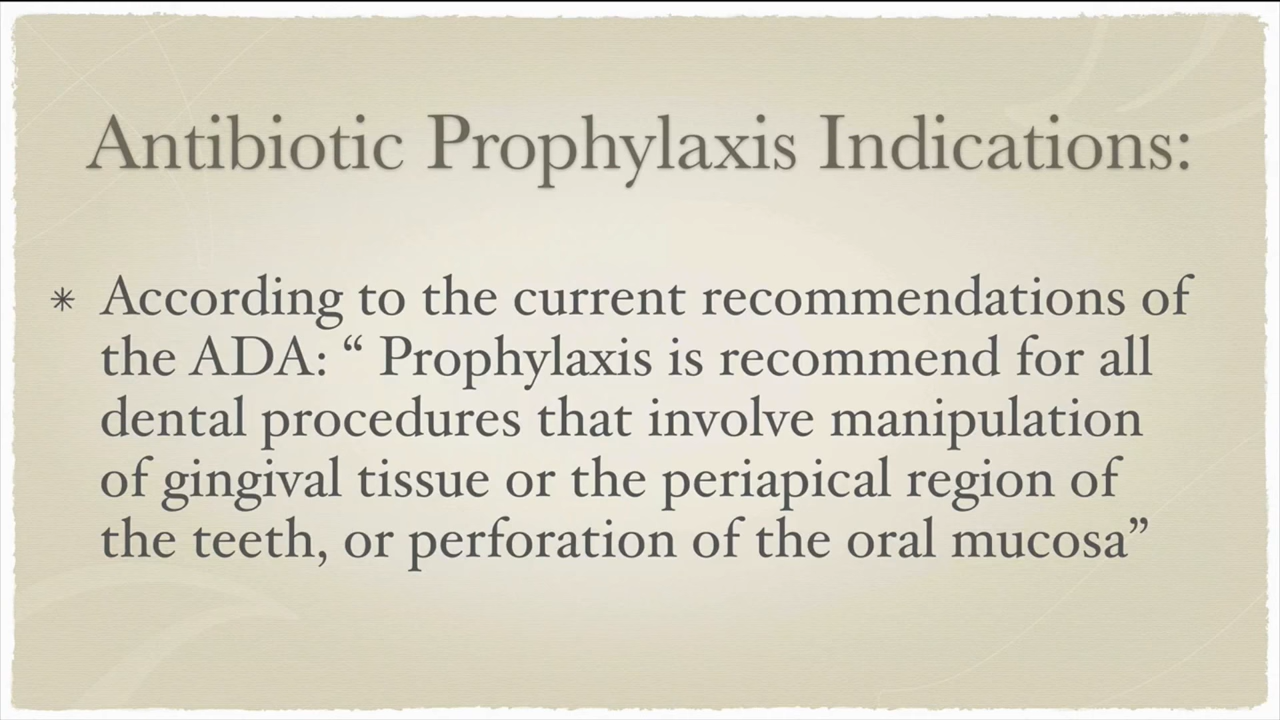 Antibiotic Prophylaxis Indications:
✳ According to the current recommendations of
the ADA: “ Prophylaxis is recommend for all
dental procedures that involve manipulation
of gingival tissue or the periapical region of
the teeth, or perforation of the oral mucosa”